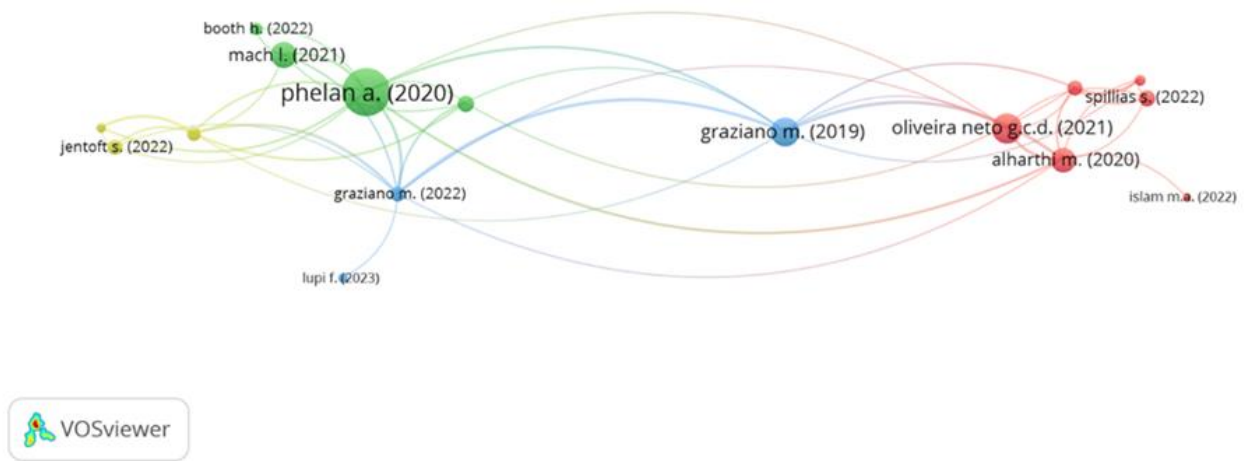 booth h. (2022)
mach l. (2021)
phelan a. (2020)
spillias s. (2022)
graziano m. (2019)
oliveira neto g.c.d. (2021)
jentoft s. (2022)
alharthi m. (2020)
graziano m. (2022)
islam m.a. (2022)
lupi f. (2023)
VOSviewer